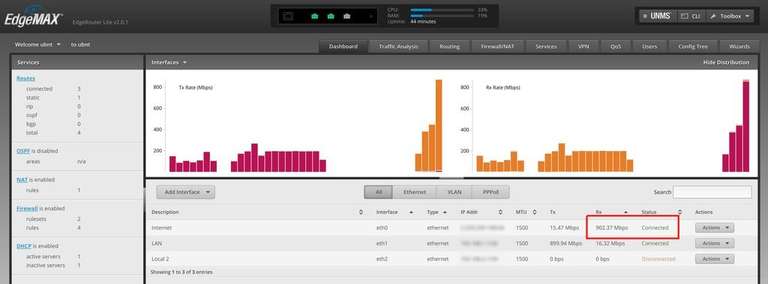 EdgeMAX
EdgeRouter Lite v2.0.1
CPU: 33%
RAM: 71%
Uptime: 44 minutes
UNMS CLI Toolbox
Welcome ubnt to ubnt
Dashboard Traffic Analysis Routing Firewall/NAT Services VPN QoS Users Config Tree Wizards
Services
Routes
connected 3
static 1
rip 0
ospf 0
bgp 0
total 4
OSPF is disabled
areas n/a
NAT is enabled
rules 1
Firewall is enabled
rulesets 2
rules 4
DHCP is enabled
active servers 1
inactive servers 1
Interfaces Hide Distribution
Tx Rate (Mbps) Rx Rate (Mbps)
800 800
600 600
400 400
200 200
Add Interface All Ethernet VLAN PPPoE Search
Description Interface Type IP Addr MTU Tx Rx Status Actions
Internet eth0 ethernet 1500 15.47 Mbps 902.37 Mbps Connected Actions
LAN eth1 ethernet 1500 899.94 Mbps 16.32 Mbps Connected Actions
Local 2 eth2 ethernet 1500 0 bps 0 bps Disconnected Actions
Showing 1 to 3 of 3 entries